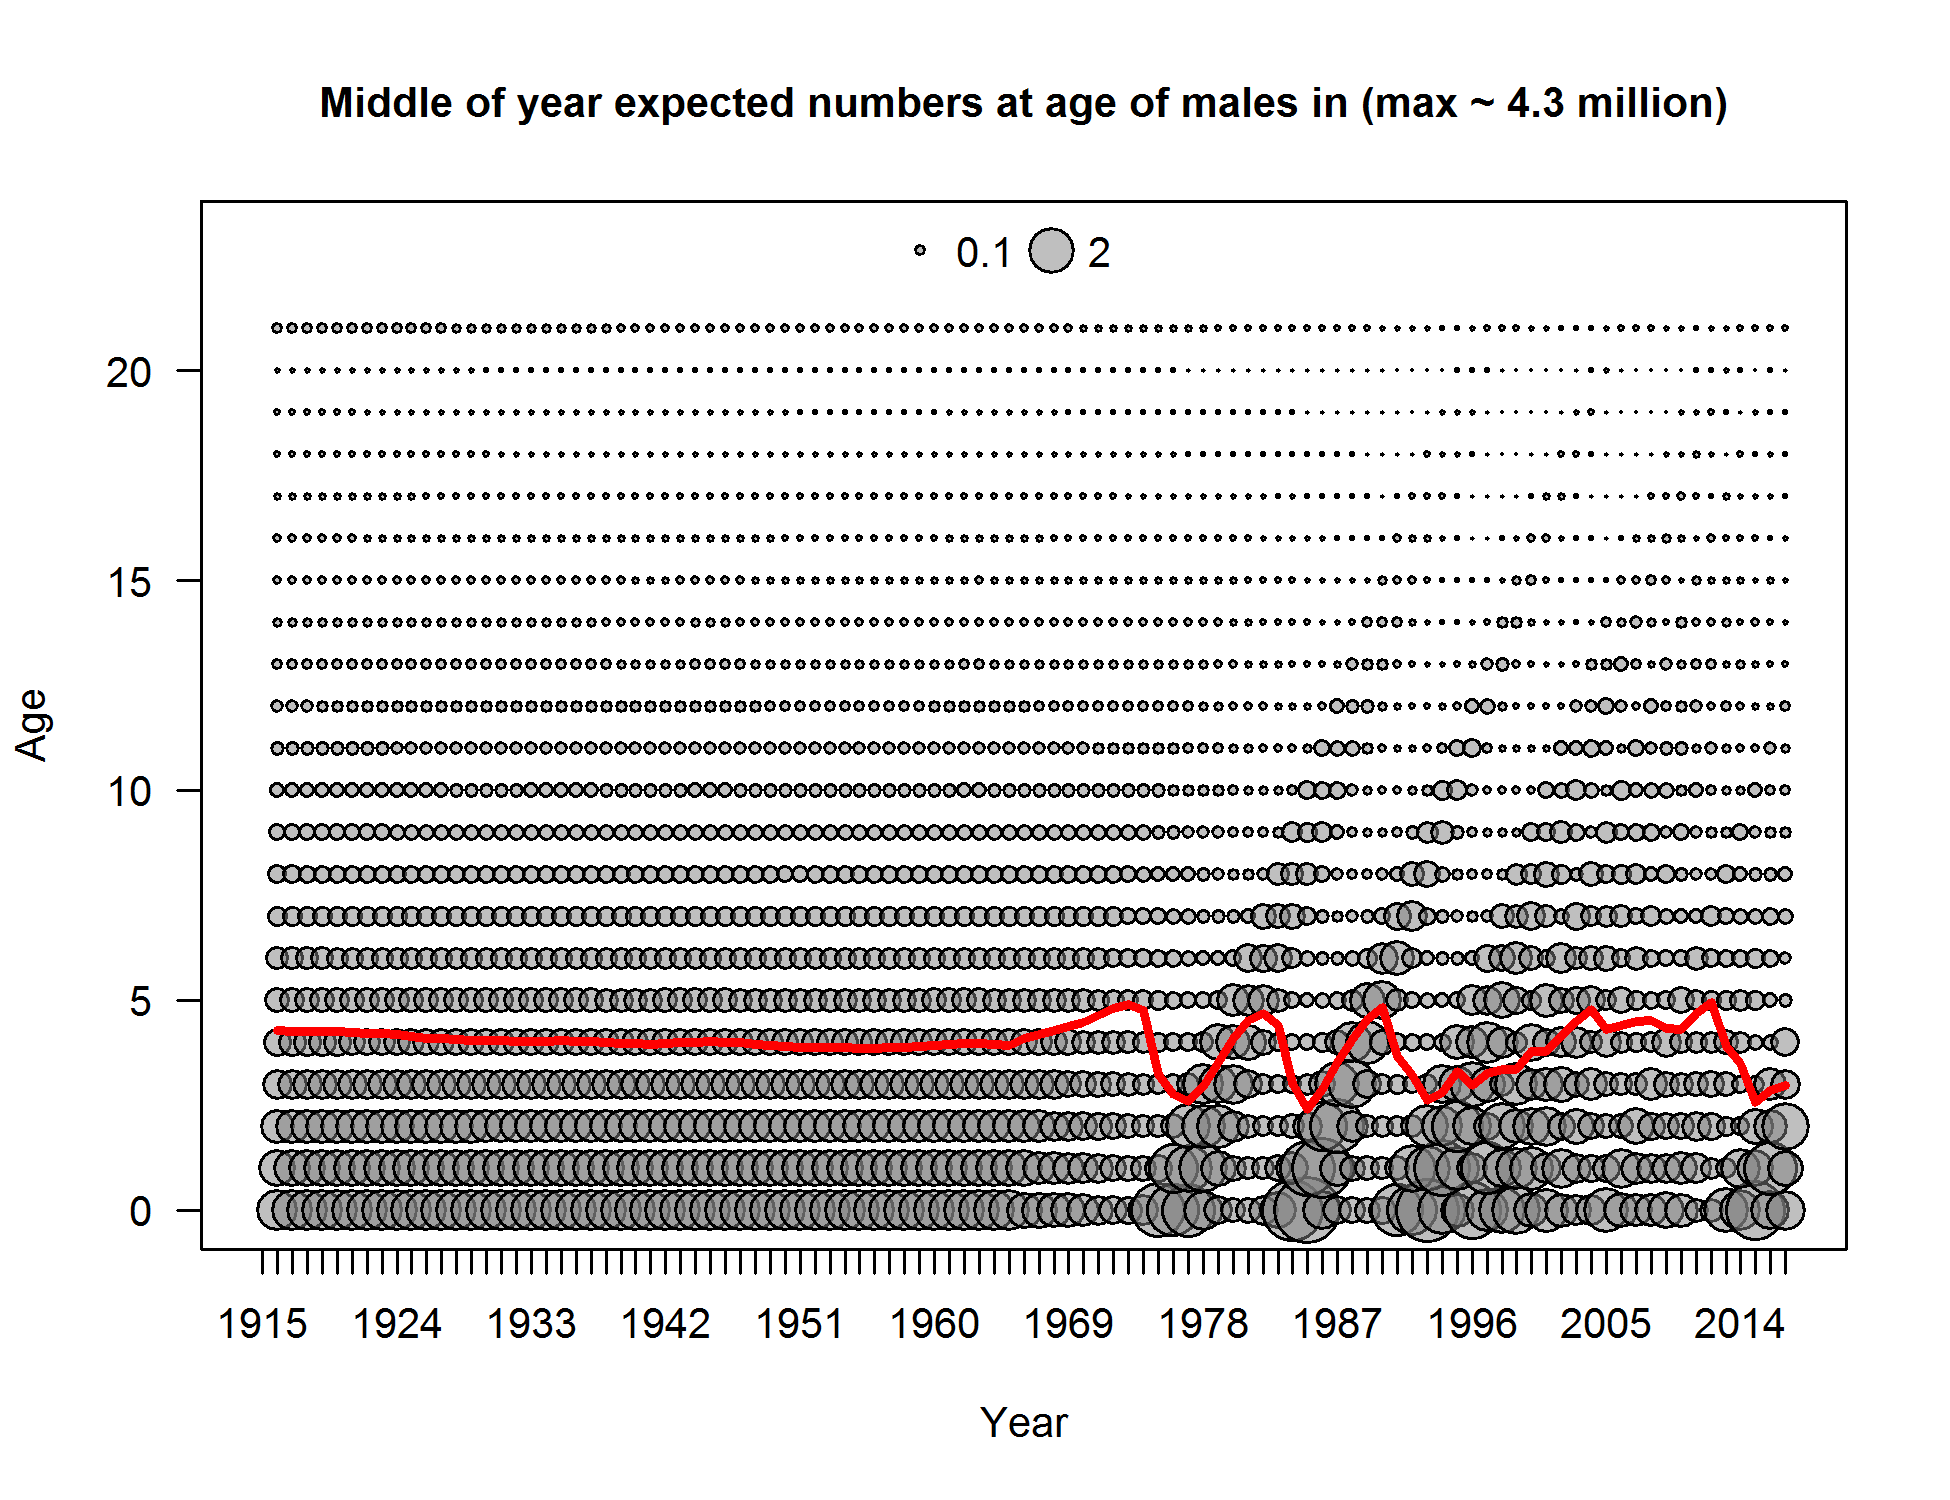 Middle of year expected numbers at age of males in (max ~ 4.3 million)
0.1 2
20
15
10
5
0
Age
1915 1924 1933 1942 1951 1960 1969 1978 1987 1996 2005 2014
Year